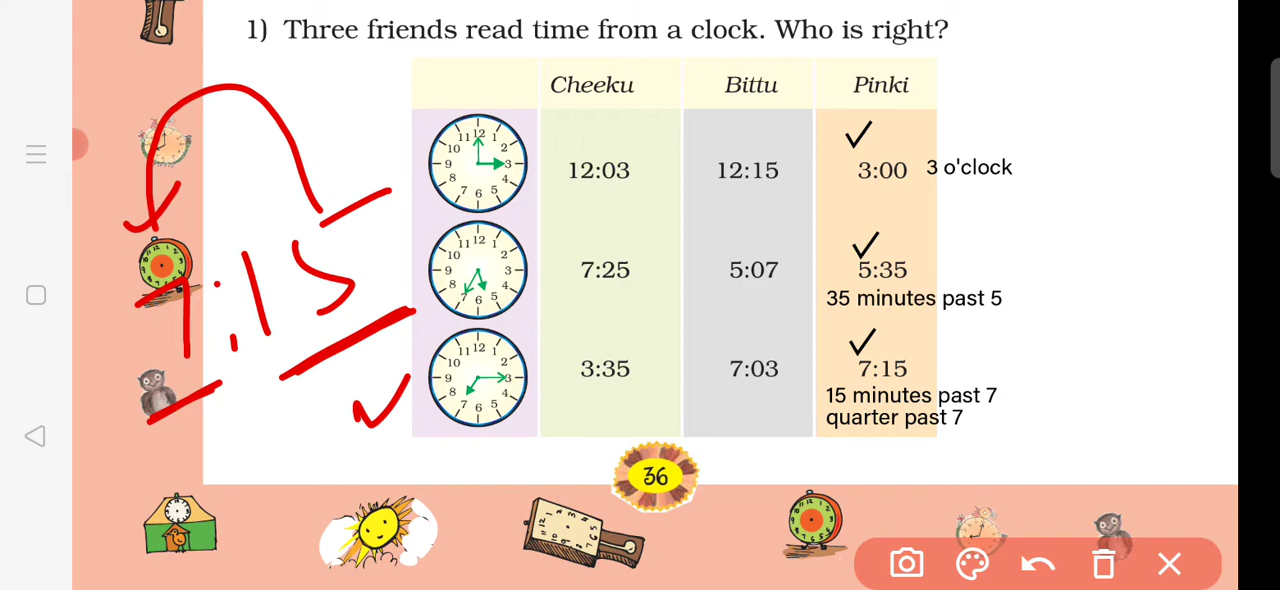 1) Three friends read time from a clock. Who is right?
Cheeku Bittu Pinki
12:03 12:15 3:00 3 o'clock
7:25 5:07 5:35
35 minutes past 5
3:35 7:03 7:15
15 minutes past 7
quarter past 7
7:15
36